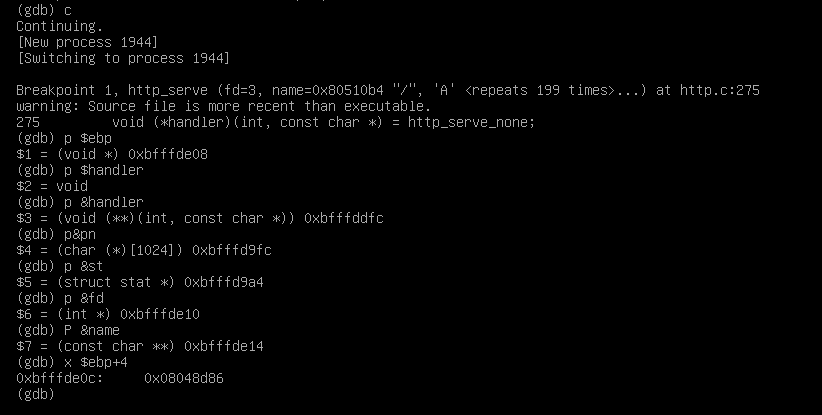 (gdb) c
Continuing.
[New process 1944]
[Switching to process 1944]
Breakpoint 1, http_serve (fd=3, name=0x80510b4 "/", 'A' <repeats 199 times>...) at http.c:275
warning: Source file is more recent than executable.
275         void (*handler)(int, const char *) = http_serve_none;
(gdb) p $ebp
$1 = (void *) 0xbfffde08
(gdb) p $handler
$2 = void
(gdb) p &handler
$3 = (void (**)(int, const char *)) 0xbfffddfc
(gdb) p&pn
$4 = (char (*)[1024]) 0xbfffd9fc
(gdb) p &st
$5 = (struct stat *) 0xbfffd9a4
(gdb) p &fd
$6 = (int *) 0xbfffde10
(gdb) P &name
$7 = (const char **) 0xbfffde14
(gdb) x $ebp+4
0xbfffde0c:     0x08048d86
(gdb)